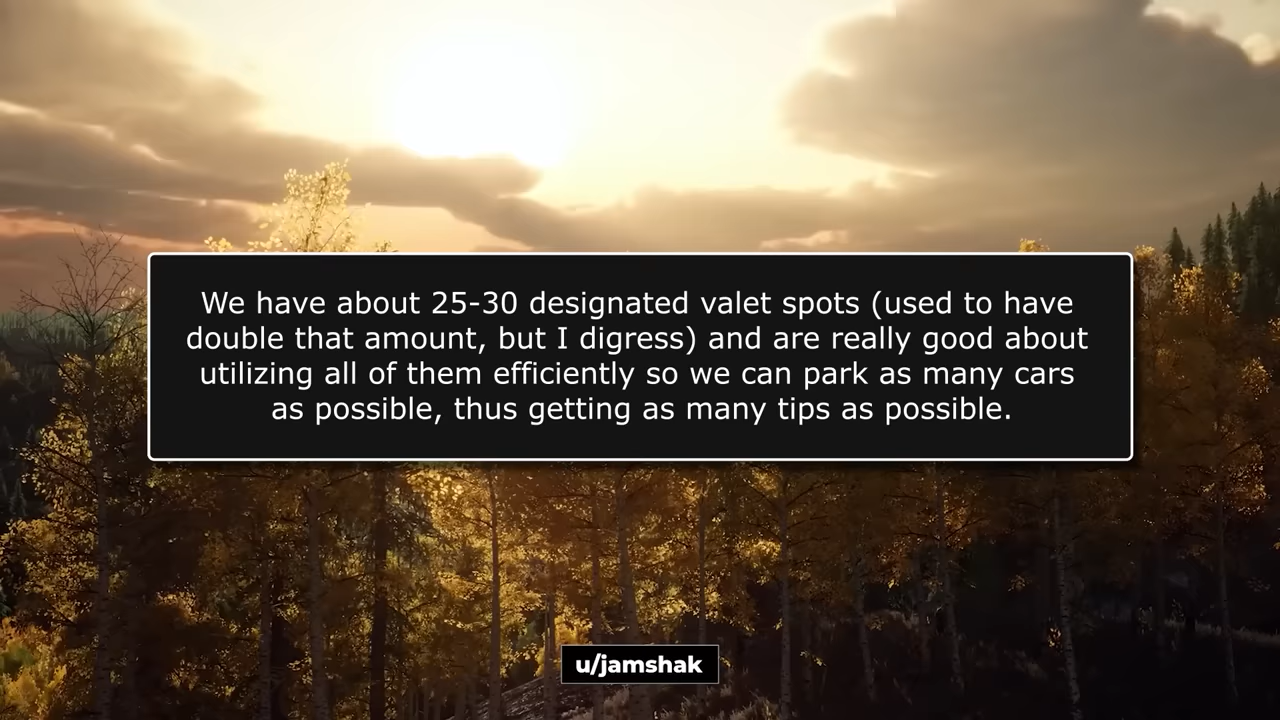 We have about 25-30 designated valet spots (used to have
double that amount, but I digress) and are really good about
utilizing all of them efficiently so we can park as many cars
as possible, thus getting as many tips as possible.
u/jamshak